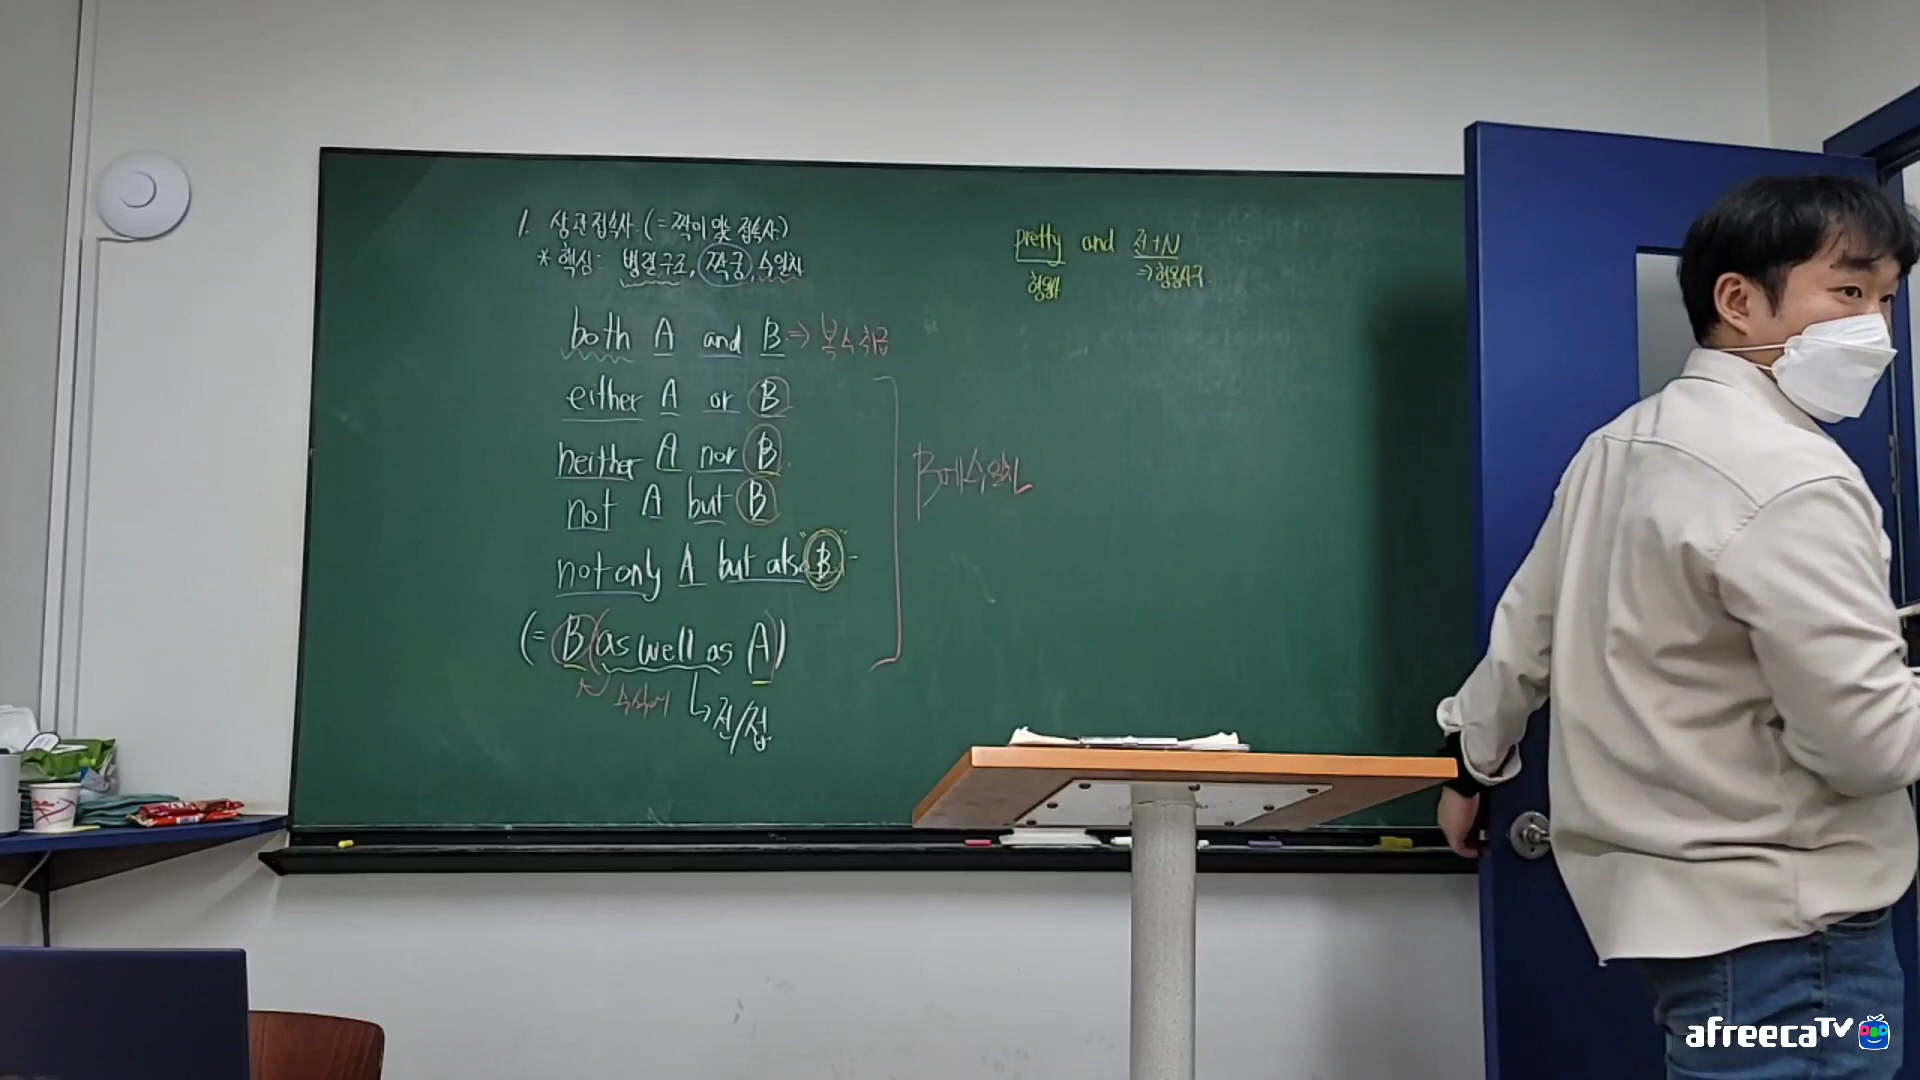 1. 상관접속사 (= 짝이 있는 접속사)
* 핵심: 병렬구조, 짝궁, 수일치
both A and B ⇒ 복수취급
either A or B
neither A nor B
not A but B
not only A but also "B"
(= B (as well as A))
수식어
↳ 전/접
B에 수일치
pretty and 전+N
형용사 ⇒ 형용사구
afreecaTV